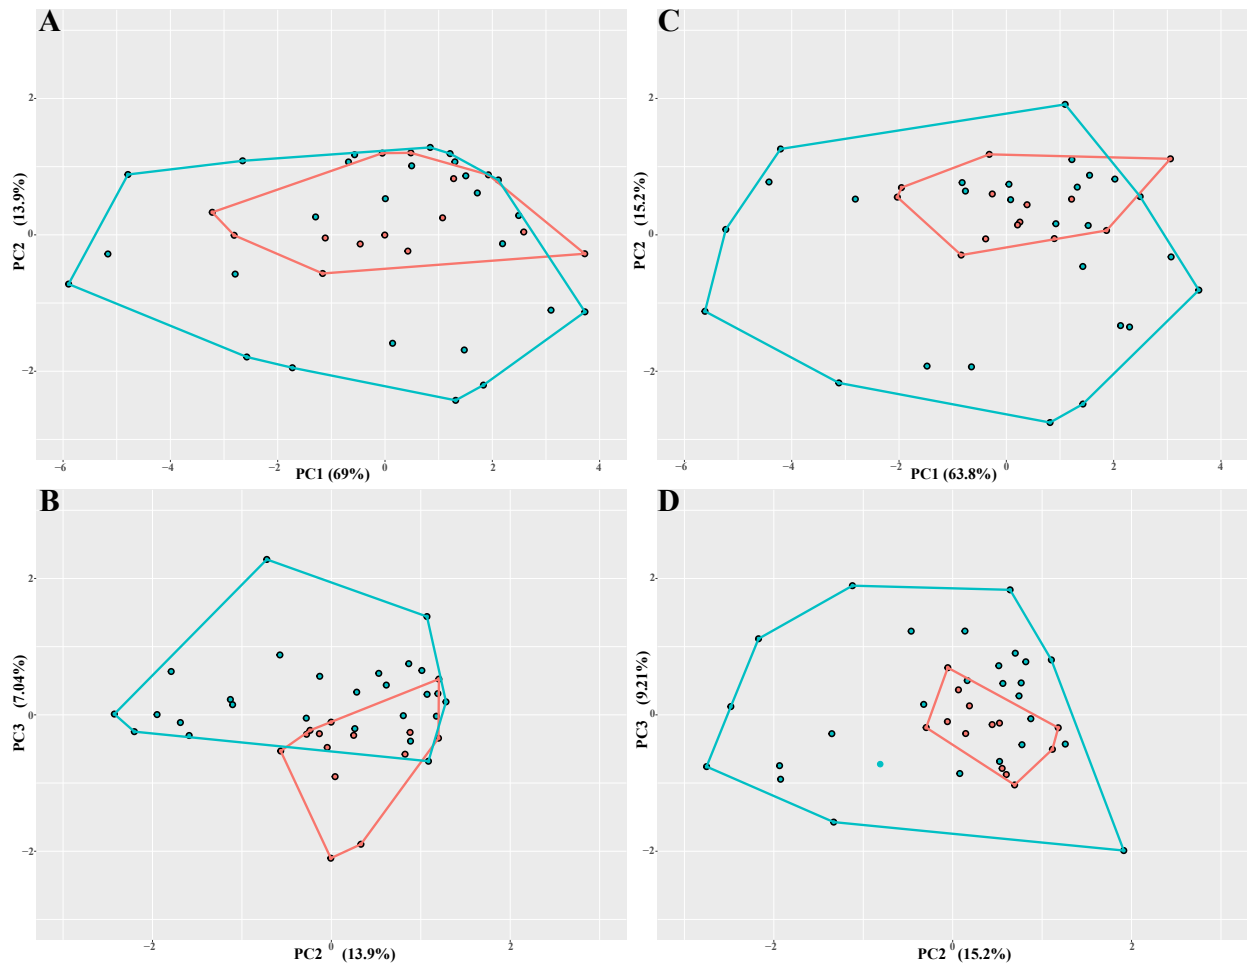 A
2-
0-
−2-
PC2 (13.9%)
−6
−4
−2
0
2
4
PC1 (69%)
C
2-
0-
−2-
PC2 (15.2%)
−6
−4
−2
0
2
4
PC1 (63.8%)
B
2-
0-
−2-
PC3 (7.04%)
−2
0
2
PC2 (13.9%)
D
2-
0-
−2-
PC3 (9.21%)
−2
0
2
PC2 (15.2%)